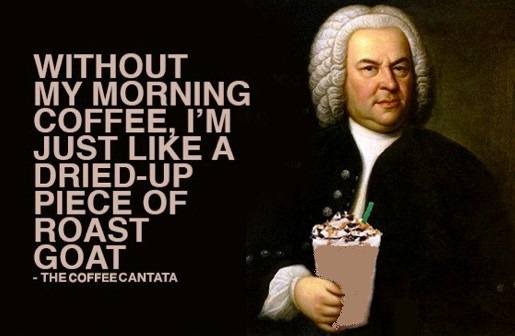 WITHOUT
MY MORNING
COFFEE, I'M
JUST LIKE A
DRIED-UP
PIECE OF
ROAST
GOAT
- THE COFFEE CANTATA